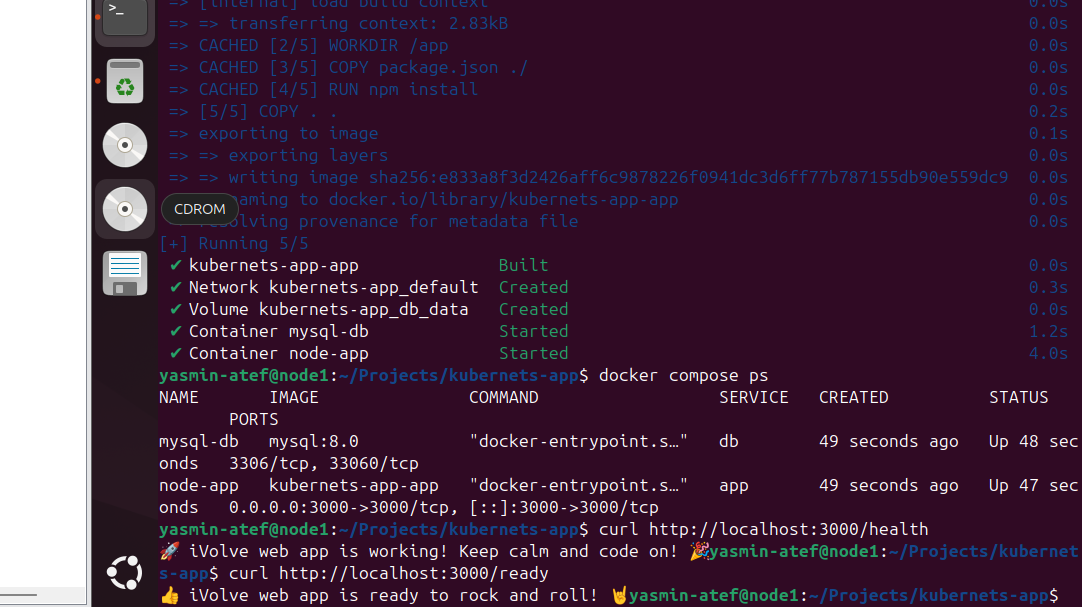 => [internal] load build context 0.0s
=> => transferring context: 2.83kB 0.0s
=> CACHED [2/5] WORKDIR /app 0.0s
=> CACHED [3/5] COPY package.json ./ 0.0s
=> CACHED [4/5] RUN npm install 0.0s
=> [5/5] COPY . . 0.2s
=> exporting to image 0.1s
=> => exporting layers 0.0s
=> => writing image sha256:e833a8f3d2426aff6c9878226f0941dc3d6ff77b787155db90e559dc9 0.0s
CDROM
aming to docker.io/library/kubernets-app-app 0.0s
olving provenance for metadata file 0.0s
[+] Running 5/5
✔ kubernets-app-app Built 0.0s
✔ Network kubernets-app_default Created 0.3s
✔ Volume kubernets-app_db_data Created 0.0s
✔ Container mysql-db Started 1.2s
✔ Container node-app Started 4.0s
yasmin-atef@node1:~/Projects/kubernets-app$ docker compose ps
NAME IMAGE COMMAND SERVICE CREATED STATUS
PORTS
mysql-db mysql:8.0 "docker-entrypoint.s…" db 49 seconds ago Up 48 sec
onds 3306/tcp, 33060/tcp
node-app kubernets-app-app "docker-entrypoint.s…" app 49 seconds ago Up 47 sec
onds 0.0.0.0:3000->3000/tcp, [::]:3000->3000/tcp
yasmin-atef@node1:~/Projects/kubernets-app$ curl http://localhost:3000/health
🚀 iVolve web app is working! Keep calm and code on! 🎉yasmin-atef@node1:~/Projects/kubernet
s-app$ curl http://localhost:3000/ready
👍 iVolve web app is ready to rock and roll! 🤘yasmin-atef@node1:~/Projects/kubernets-app$